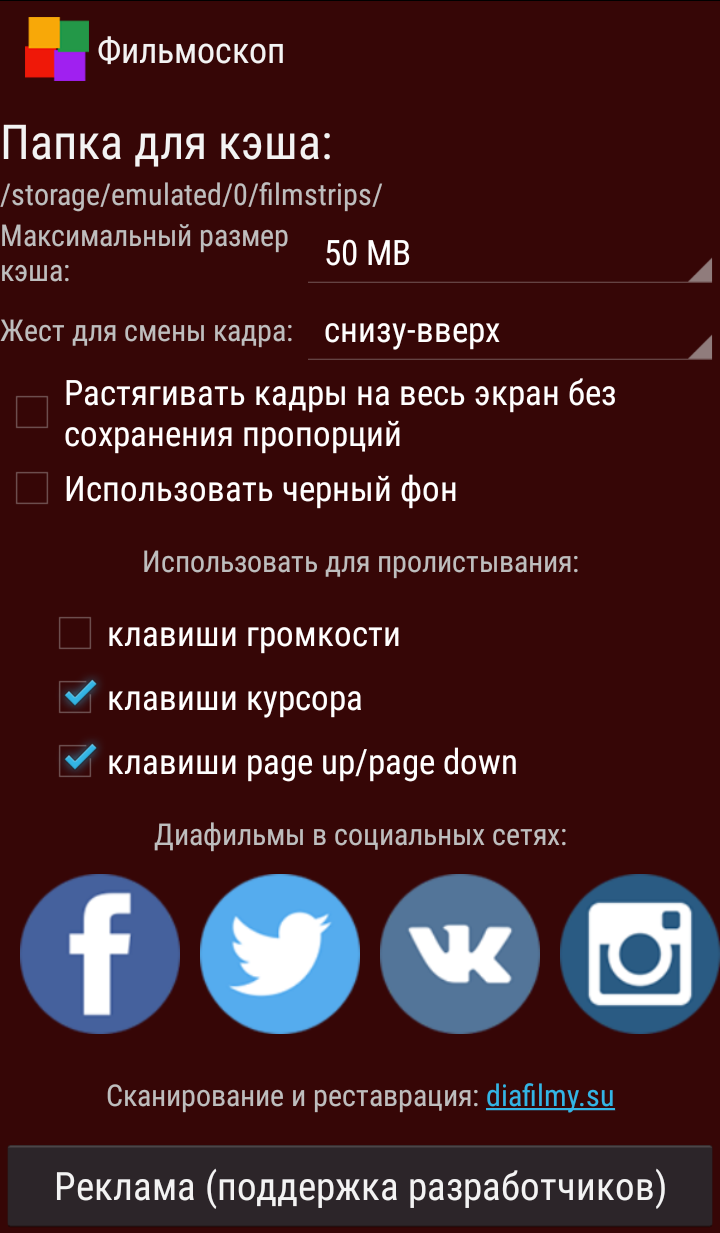 Фильмоскоп
Папка для кэша:
/storage/emulated/0/filmstrips/
Максимальный размер
кэша:
50 MB
Жест для смены кадра:
снизу-вверх
Растягивать кадры на весь экран без
сохранения пропорций
Использовать черный фон
Использовать для пролистывания:
клавиши громкости
клавиши курсора
клавиши page up/page down
Диафильмы в социальных сетях:
Сканирование и реставрация: diafilmy.su
Реклама (поддержка разработчиков)